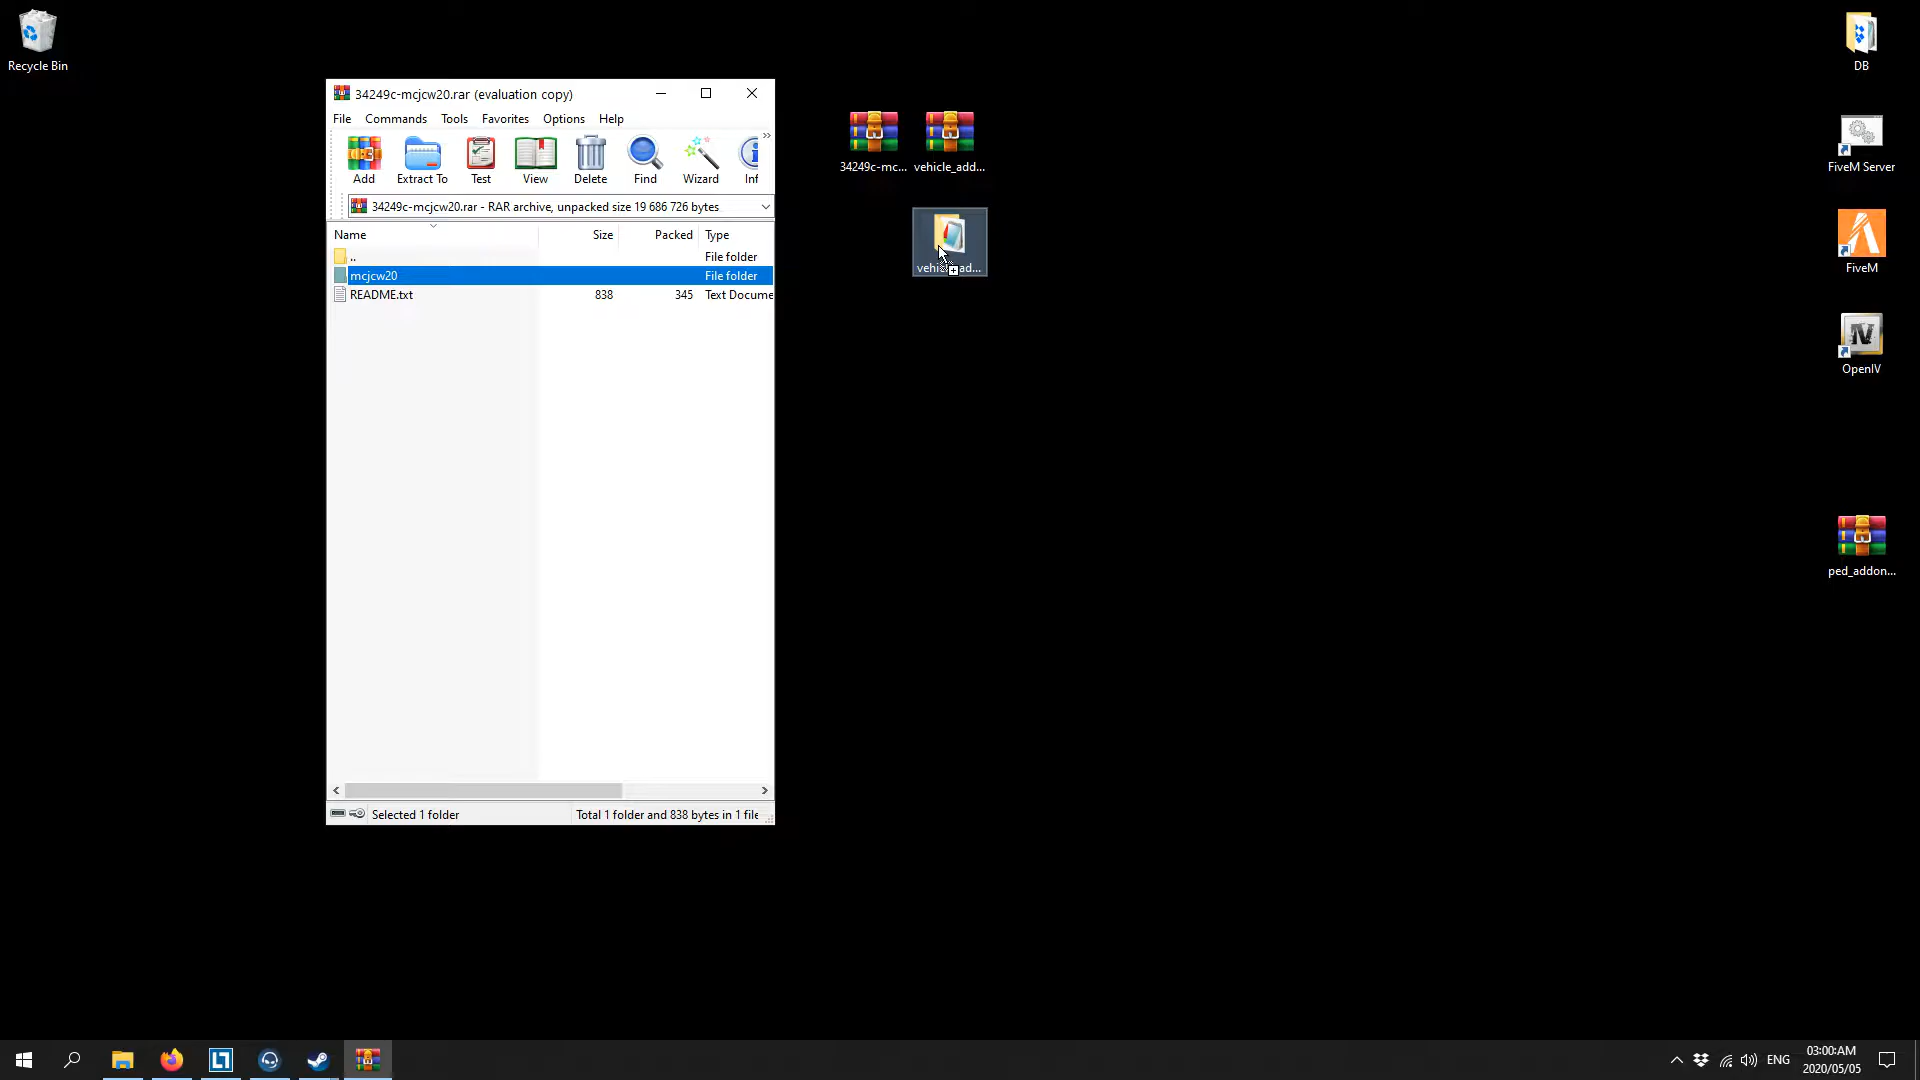 Recycle Bin
34249c-mcjcw20.rar (evaluation copy)
File Commands Tools Favorites Options Help
Add Extract To Test View Delete Find Wizard Inf
34249c-mcjcw20.rar - RAR archive, unpacked size 19 686 726 bytes
Name Size Packed Type
.. File folder
mcjcw20 File folder
README.txt 838 345 Text Docume
Selected 1 folder Total 1 folder and 838 bytes in 1 file
34249c-mc... vehicle_add...
DB
FiveM Server
FiveM
OpenIV
ped_addon...
ENG
03:00:AM
2020/05/05